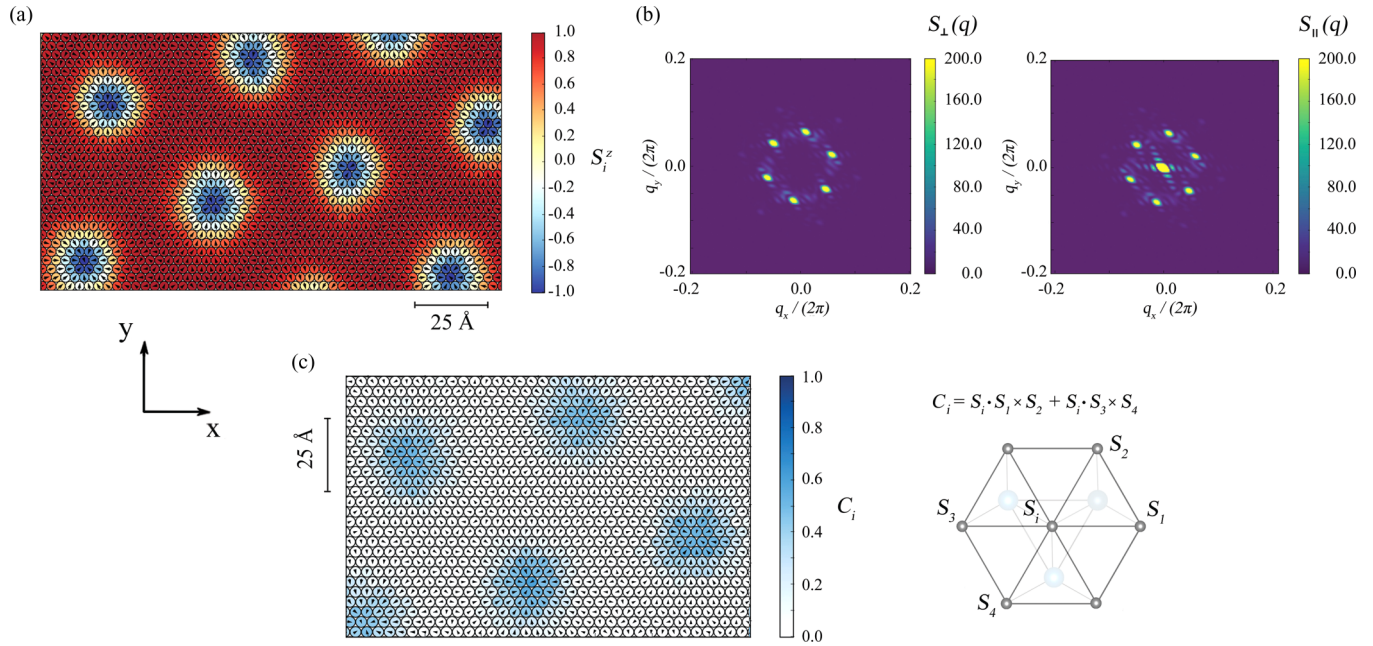 (a)
1.0
0.8
0.6
0.4
0.2
0.0
-0.2
-0.4
-0.6
-0.8
-1.0
S_i^z
25 Å
y
x
(b)
S_⊥(q)
0.2
0.0
-0.2
q_y / (2π)
-0.2 0.0 0.2
q_x / (2π)
200.0
160.0
120.0
80.0
40.0
0.0
S_||(q)
0.2
0.0
-0.2
q_y / (2π)
-0.2 0.0 0.2
q_x / (2π)
200.0
160.0
120.0
80.0
40.0
0.0
(c)
25 Å
1.0
0.8
0.6
0.4
0.2
0.0
C_i
C_i = S_i · S_1 × S_2 + S_i · S_3 × S_4
S_2
S_3 S_i S_1
S_4